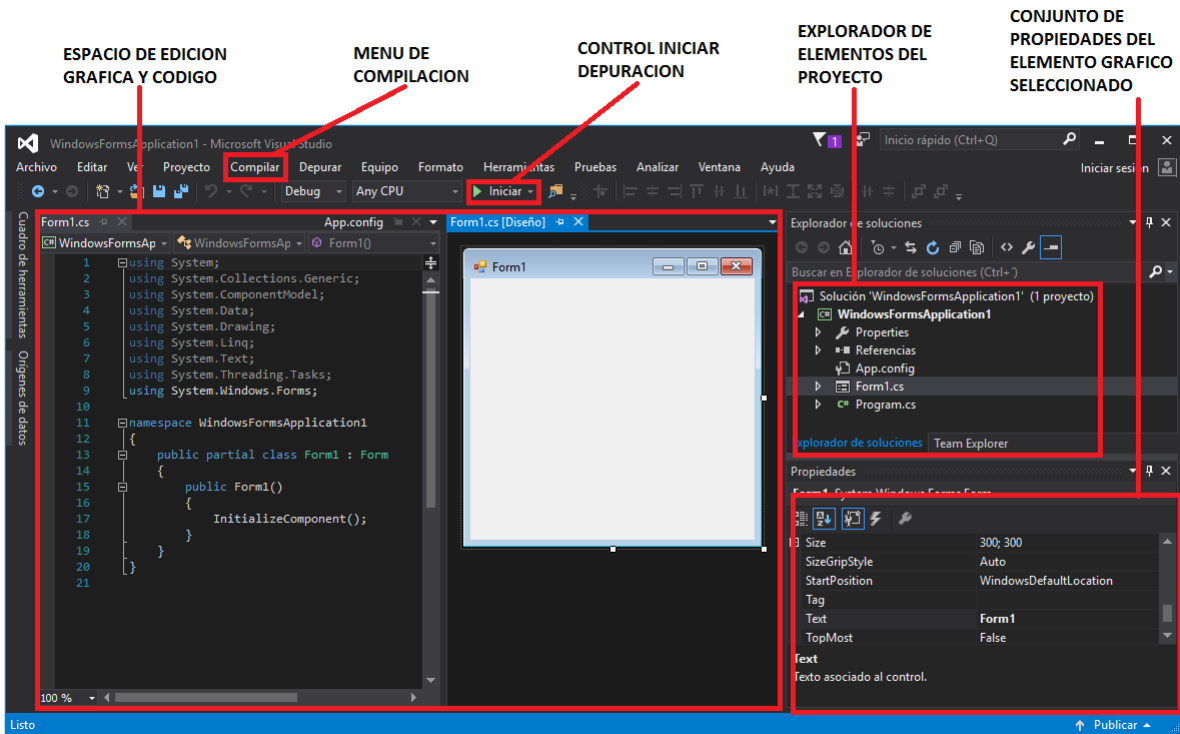 ESPACIO DE EDICION
GRAFICA Y CODIGO
MENU DE
COMPILACION
CONTROL INICIAR
DEPURACION
EXPLORADOR DE
ELEMENTOS DEL
PROYECTO
CONJUNTO DE
PROPIEDADES DEL
ELEMENTO GRAFICO
SELECCIONADO
WindowsFormsApplication1 - Microsoft Visual Studio
1
Inicio rápido (Ctrl+Q)
Archivo Editar Ver Proyecto Compilar Depurar Equipo Formato Herramientas Pruebas Analizar Ventana Ayuda
Iniciar sesión
Debug Any CPU Iniciar
Cuadro de herramientas
Orígenes de datos
Form1.cs App.config
WindowsFormsAp WindowsFormsAp Form1()
1 using System;
2 using System.Collections.Generic;
3 using System.ComponentModel;
4 using System.Data;
5 using System.Drawing;
6 using System.Linq;
7 using System.Text;
8 using System.Threading.Tasks;
9 using System.Windows.Forms;
10
11 namespace WindowsFormsApplication1
12 {
13 public partial class Form1 : Form
14 {
15 public Form1()
16 {
17 InitializeComponent();
18 }
19 }
20 }
21
100 %
Form1.cs [Diseño]
Form1
Explorador de soluciones
Buscar en Explorador de soluciones (Ctrl+´)
Solución 'WindowsFormsApplication1' (1 proyecto)
C# WindowsFormsApplication1
Properties
Referencias
App.config
Form1.cs
C# Program.cs
Explorador de soluciones Team Explorer
Propiedades
Form1 System.Windows.Forms.Form
Size 300; 300
SizeGripStyle Auto
StartPosition WindowsDefaultLocation
Tag
Text Form1
TopMost False
Text
Texto asociado al control.
Listo
Publicar